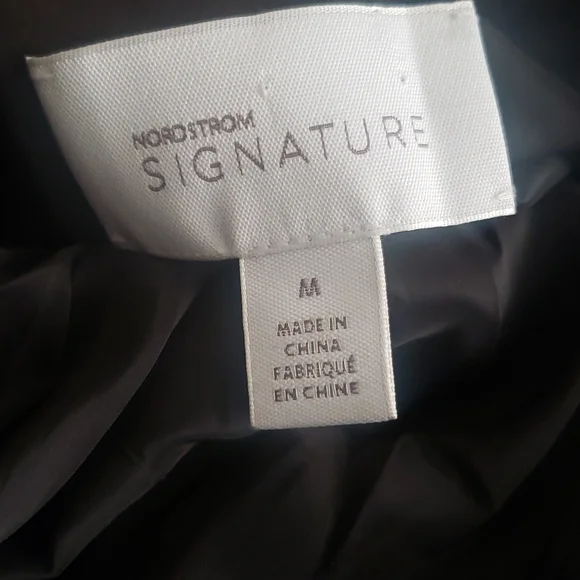 NORDSTROM
SIGNATURE
M
MADE IN
CHINA
FABRIQUÉ
EN CHINE